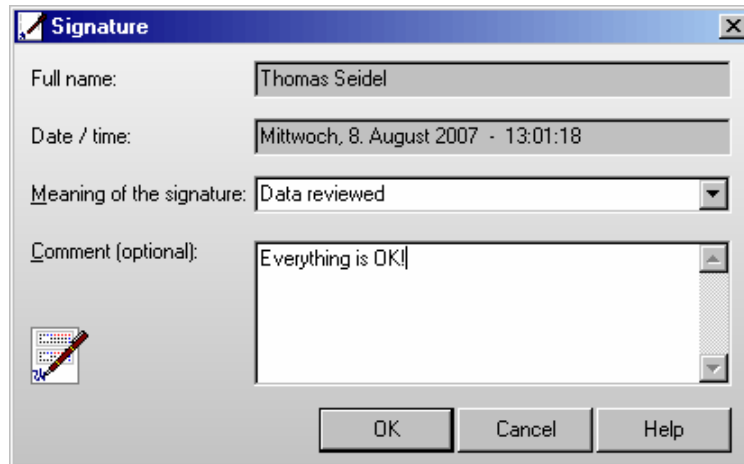 Signature
Full name: Thomas Seidel
Date / time: Mittwoch, 8. August 2007 - 13:01:18
Meaning of the signature: Data reviewed
Comment (optional): Everything is OK!
OK Cancel Help